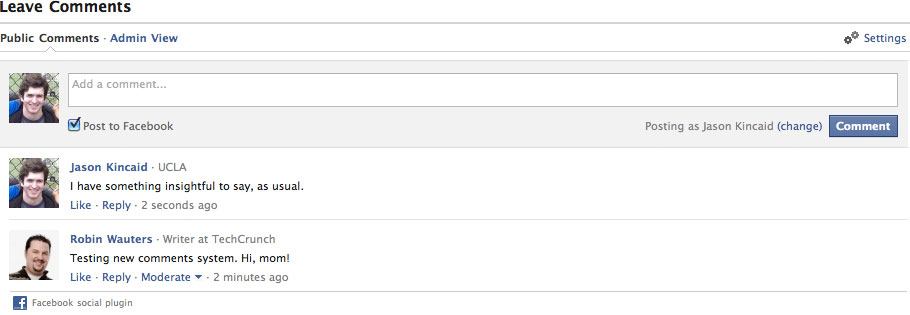 Leave Comments
Public Comments · Admin View Settings
Add a comment...
Post to Facebook Posting as Jason Kincaid (change) Comment
Jason Kincaid · UCLA
I have something insightful to say, as usual.
Like · Reply · 2 seconds ago
Robin Wauters · Writer at TechCrunch
Testing new comments system. Hi, mom!
Like · Reply · Moderate · 2 minutes ago
Facebook social plugin